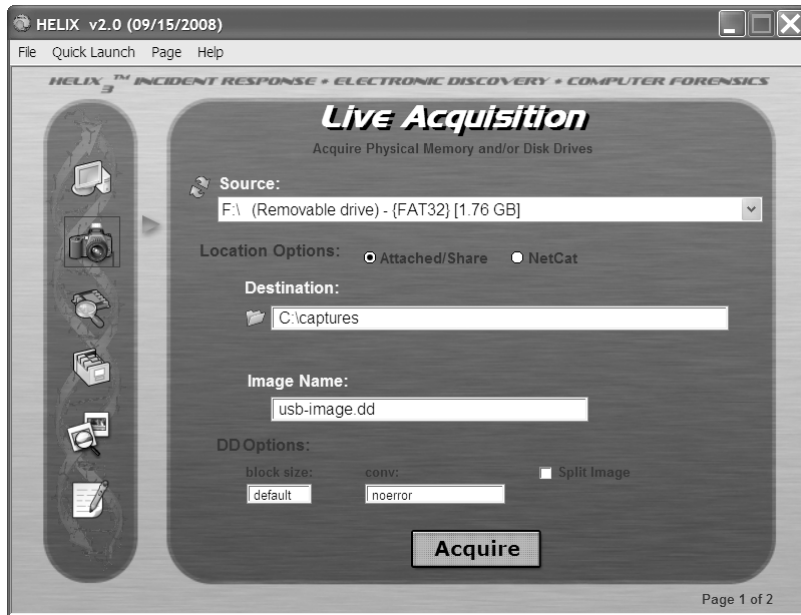 HELIX v2.0 (09/15/2008)
File Quick Launch Page Help
HELIX3™ INCIDENT RESPONSE • ELECTRONIC DISCOVERY • COMPUTER FORENSICS
Live Acquisition
Acquire Physical Memory and/or Disk Drives
Source:
F:\ (Removable drive) - {FAT32} [1.76 GB]
Location Options: Attached/Share NetCat
Destination:
C:\captures
Image Name:
usb-image.dd
DD Options:
block size: conv: Split Image
default noerror
Acquire
Page 1 of 2